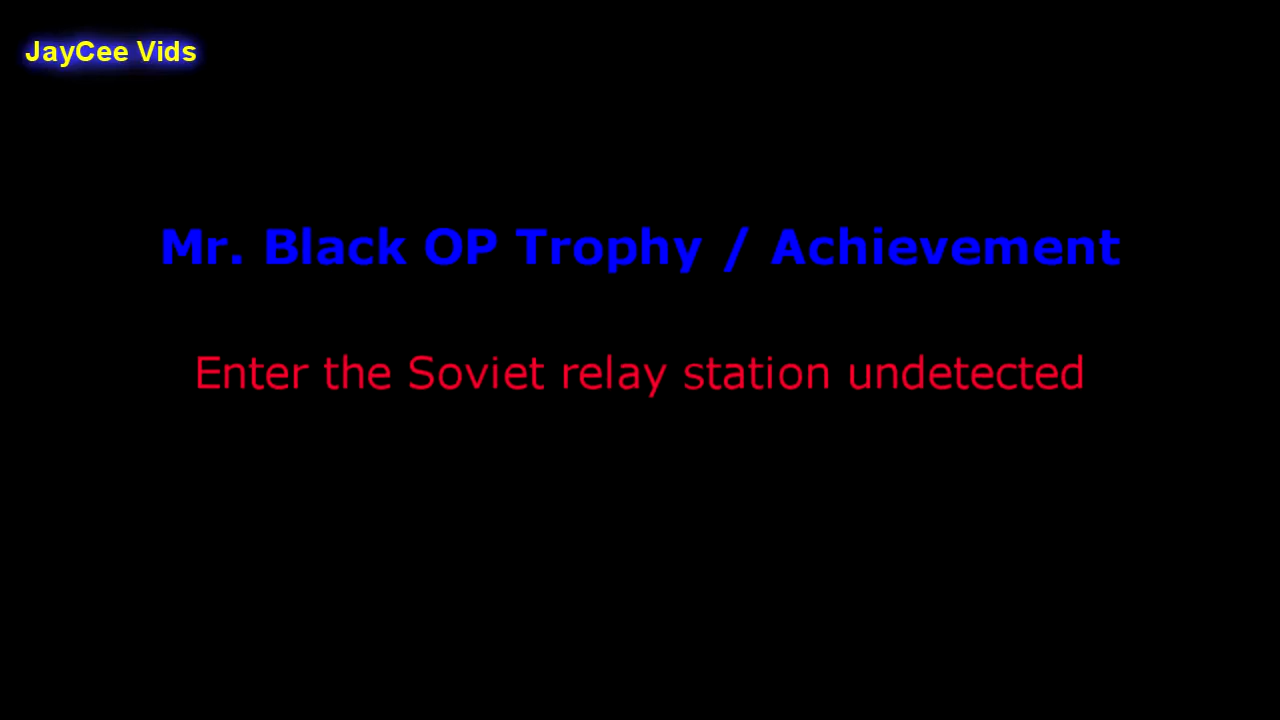 JayCee Vids
Mr. Black OP Trophy / Achievement
Enter the Soviet relay station undetected